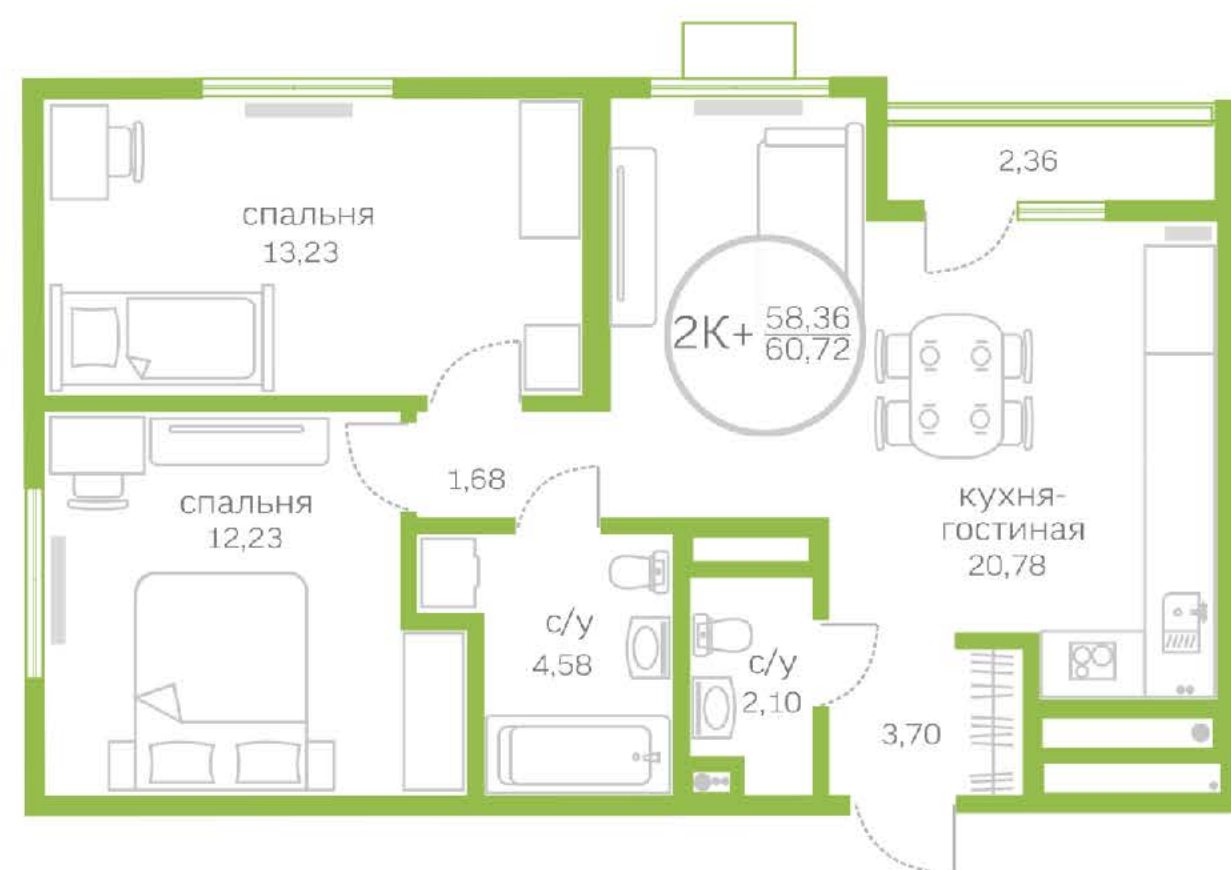 2,36
спальня
13,23
2К+ 58,36
60,72
1,68
спальня
12,23
кухня-
гостиная
20,78
с/у
4,58
с/у
2,10
3,70